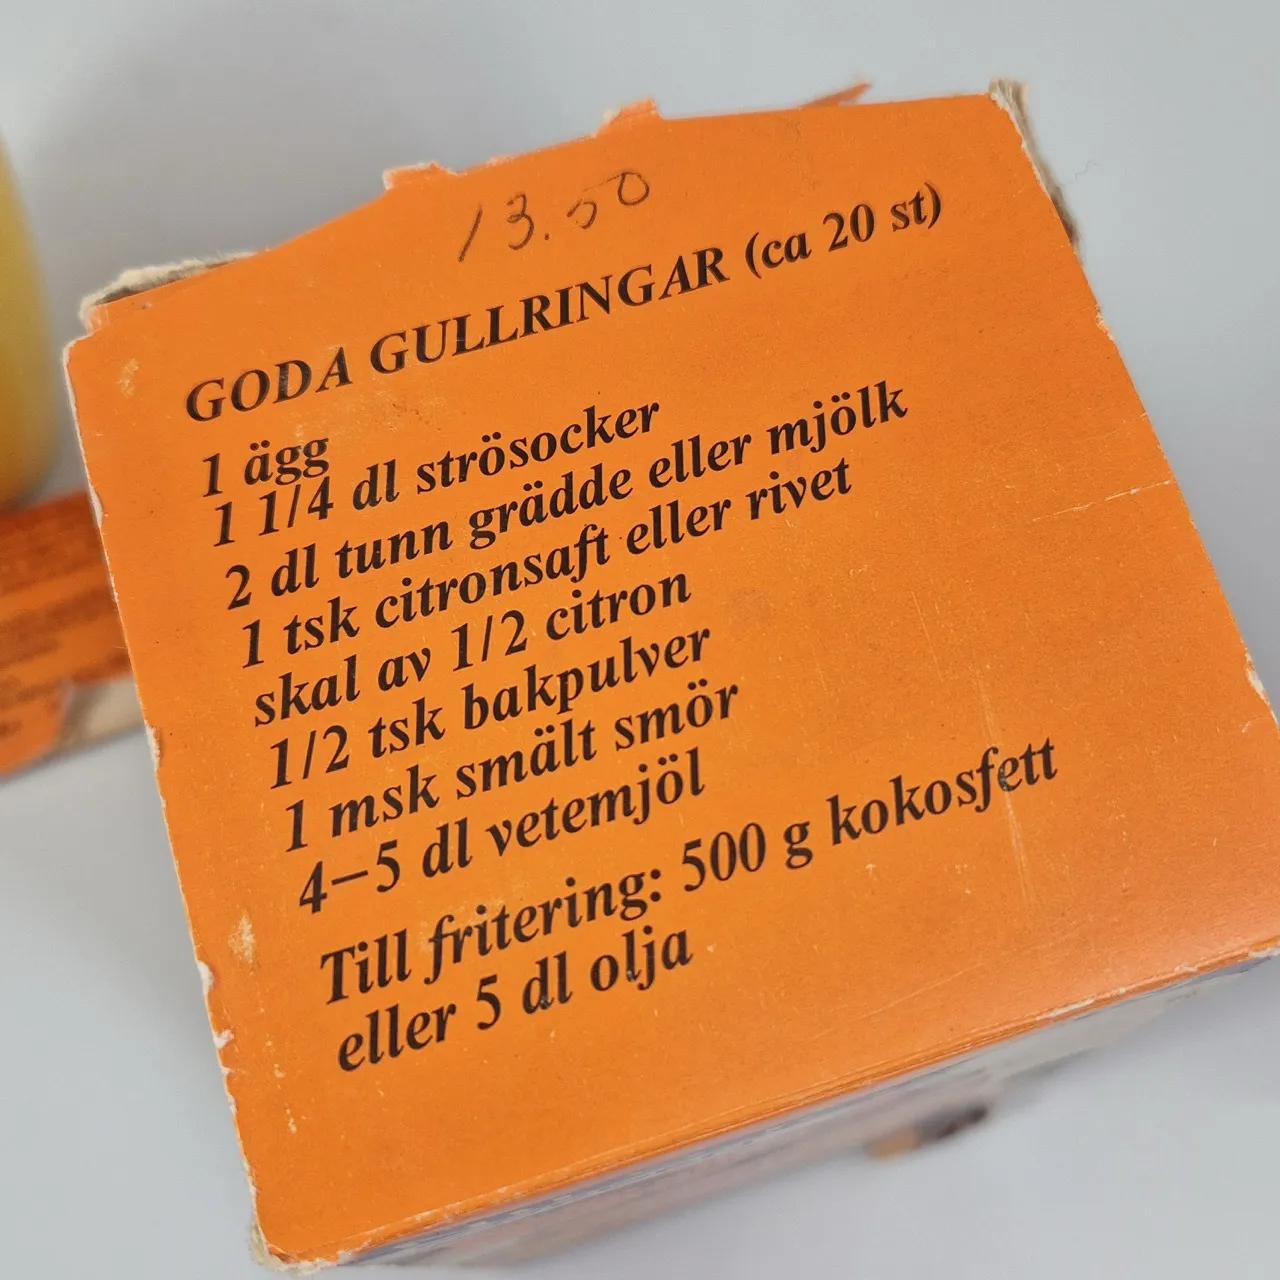 13.50
GODA GULLRINGAR (ca 20 st)
1 ägg
1 1/4 dl strösocker
2 dl tunn grädde eller mjölk
1 tsk citronsaft eller rivet
skal av 1/2 citron
1/2 tsk bakpulver
1 msk smält smör
4–5 dl vetemjöl
Till fritering: 500 g kokosfett
eller 5 dl olja